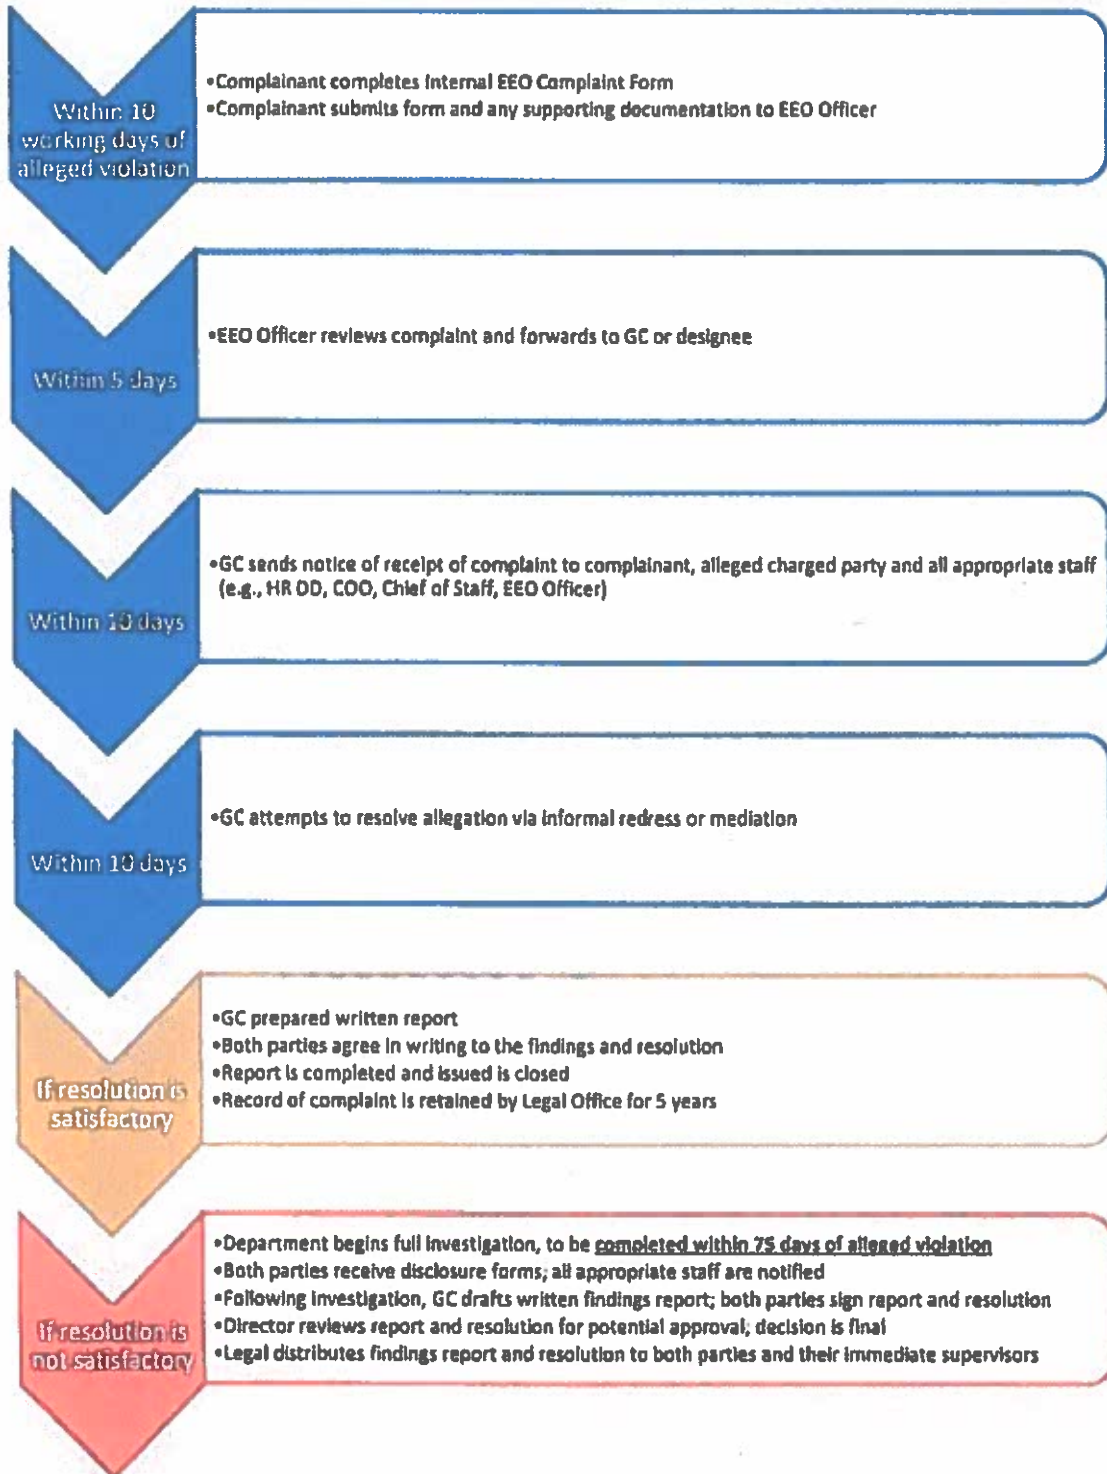 Within 10
working days of
alleged violation
•Complainant completes Internal EEO Complaint Form
•Complainant submits form and any supporting documentation to EEO Officer
Within 5 days
•EEO Officer reviews complaint and forwards to GC or designee
Within 10 days
•GC sends notice of receipt of complaint to complainant, alleged charged party and all appropriate staff
(e.g., HR DD, COO, Chief of Staff, EEO Officer)
Within 10 days
•GC attempts to resolve allegation via informal redress or mediation
If resolution is
satisfactory
•GC prepared written report
•Both parties agree in writing to the findings and resolution
•Report is completed and issued is closed
•Record of complaint is retained by Legal Office for 5 years
If resolution is
not satisfactory
•Department begins full investigation, to be completed within 75 days of alleged violation
•Both parties receive disclosure forms; all appropriate staff are notified
•Following investigation, GC drafts written findings report; both parties sign report and resolution
•Director reviews report and resolution for potential approval; decision is final
•Legal distributes findings report and resolution to both parties and their immediate supervisors